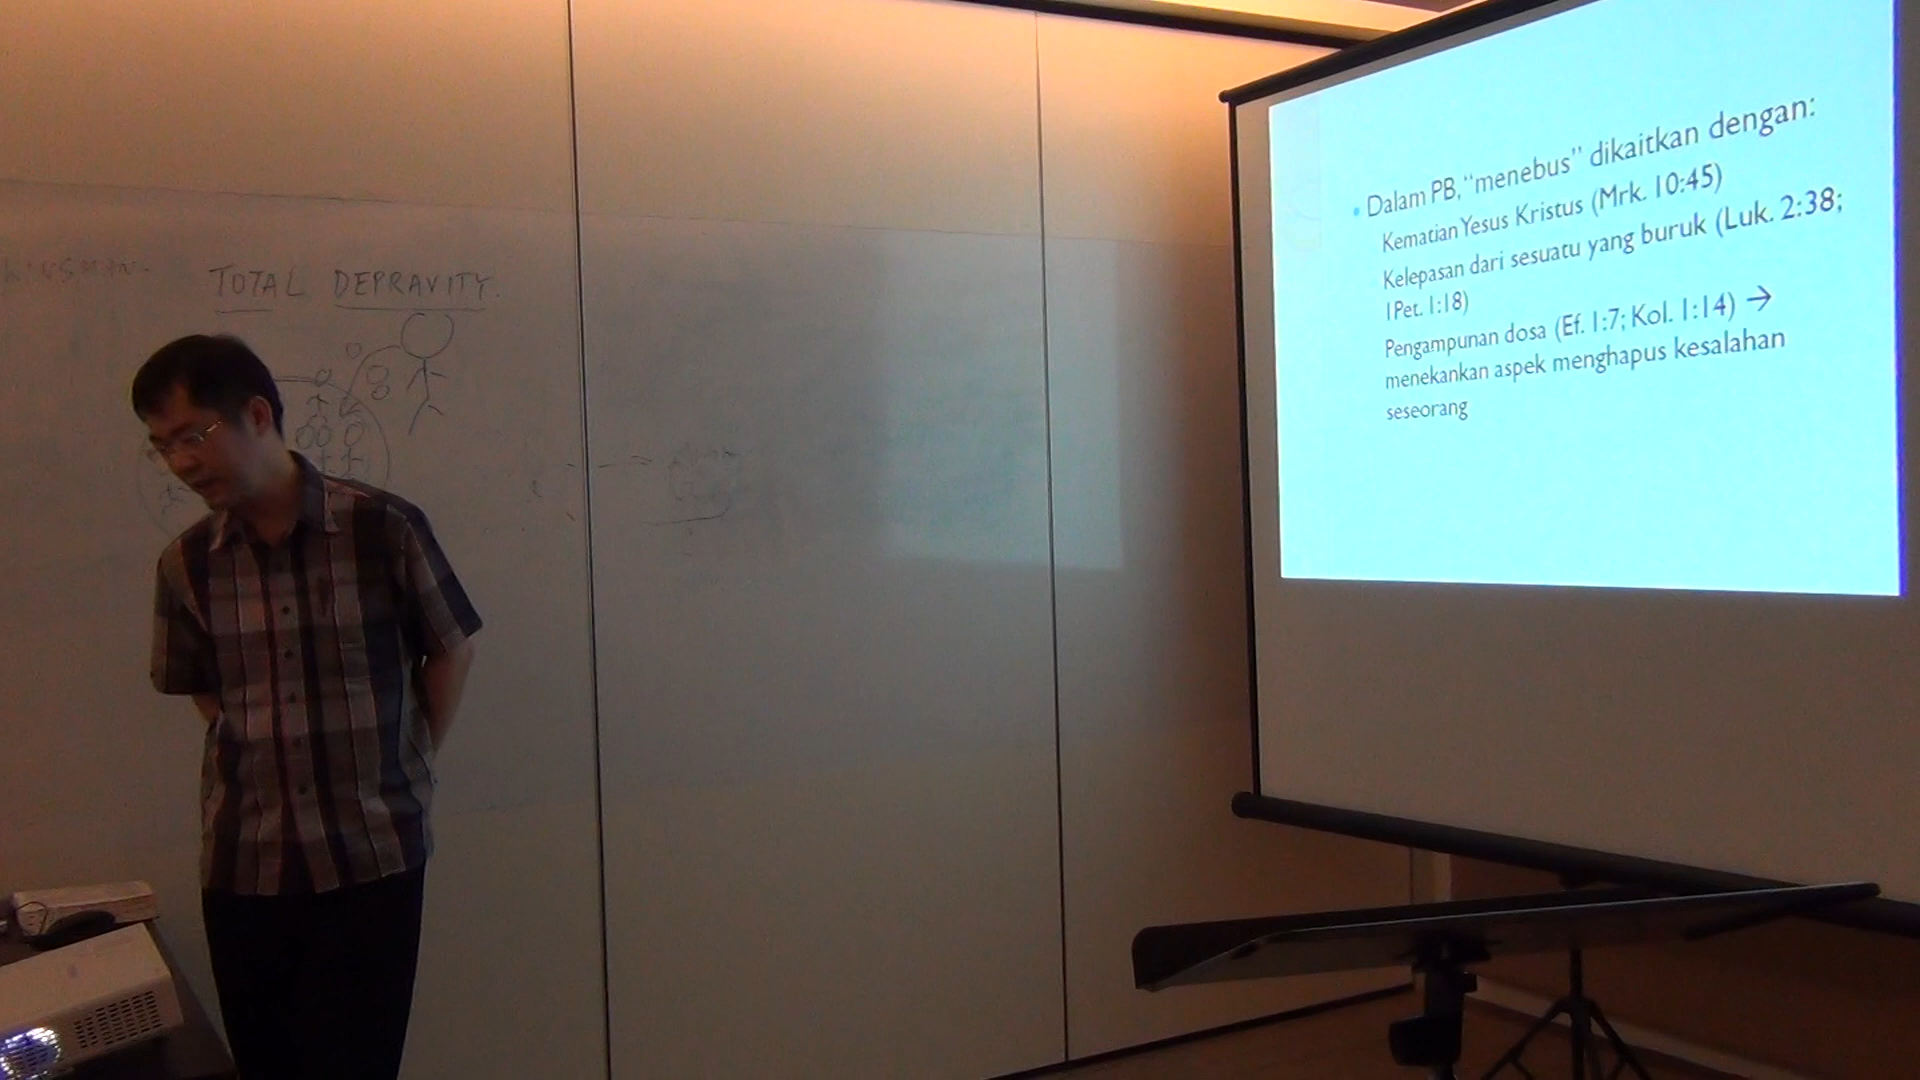 TOTAL DEPRAVITY.
• Dalam PB, “menebus” dikaitkan dengan:
Kematian Yesus Kristus (Mrk. 10:45)
Kelepasan dari sesuatu yang buruk (Luk. 2:38;
1Pet. 1:18)
Pengampunan dosa (Ef. 1:7; Kol. 1:14) →
menekankan aspek menghapus kesalahan
seseorang